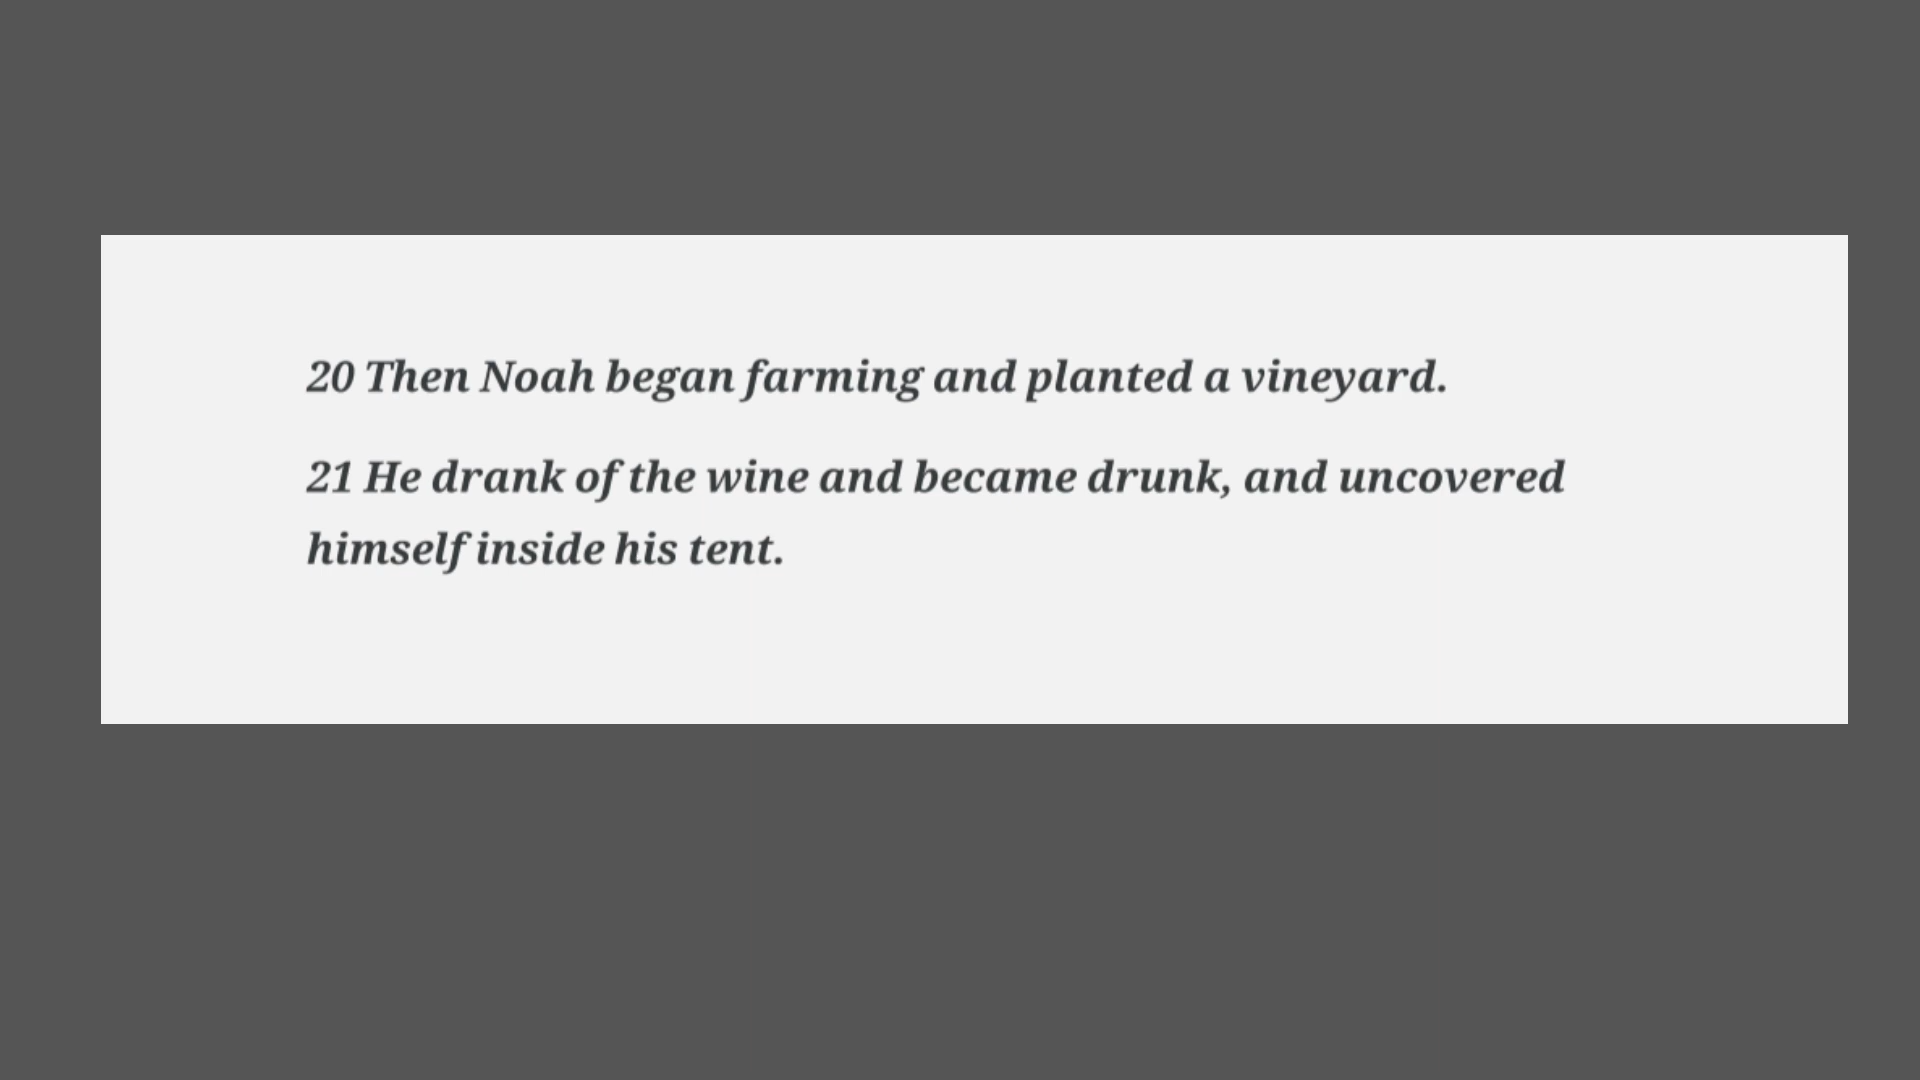 20 Then Noah began farming and planted a vineyard.
21 He drank of the wine and became drunk, and uncovered
himself inside his tent.